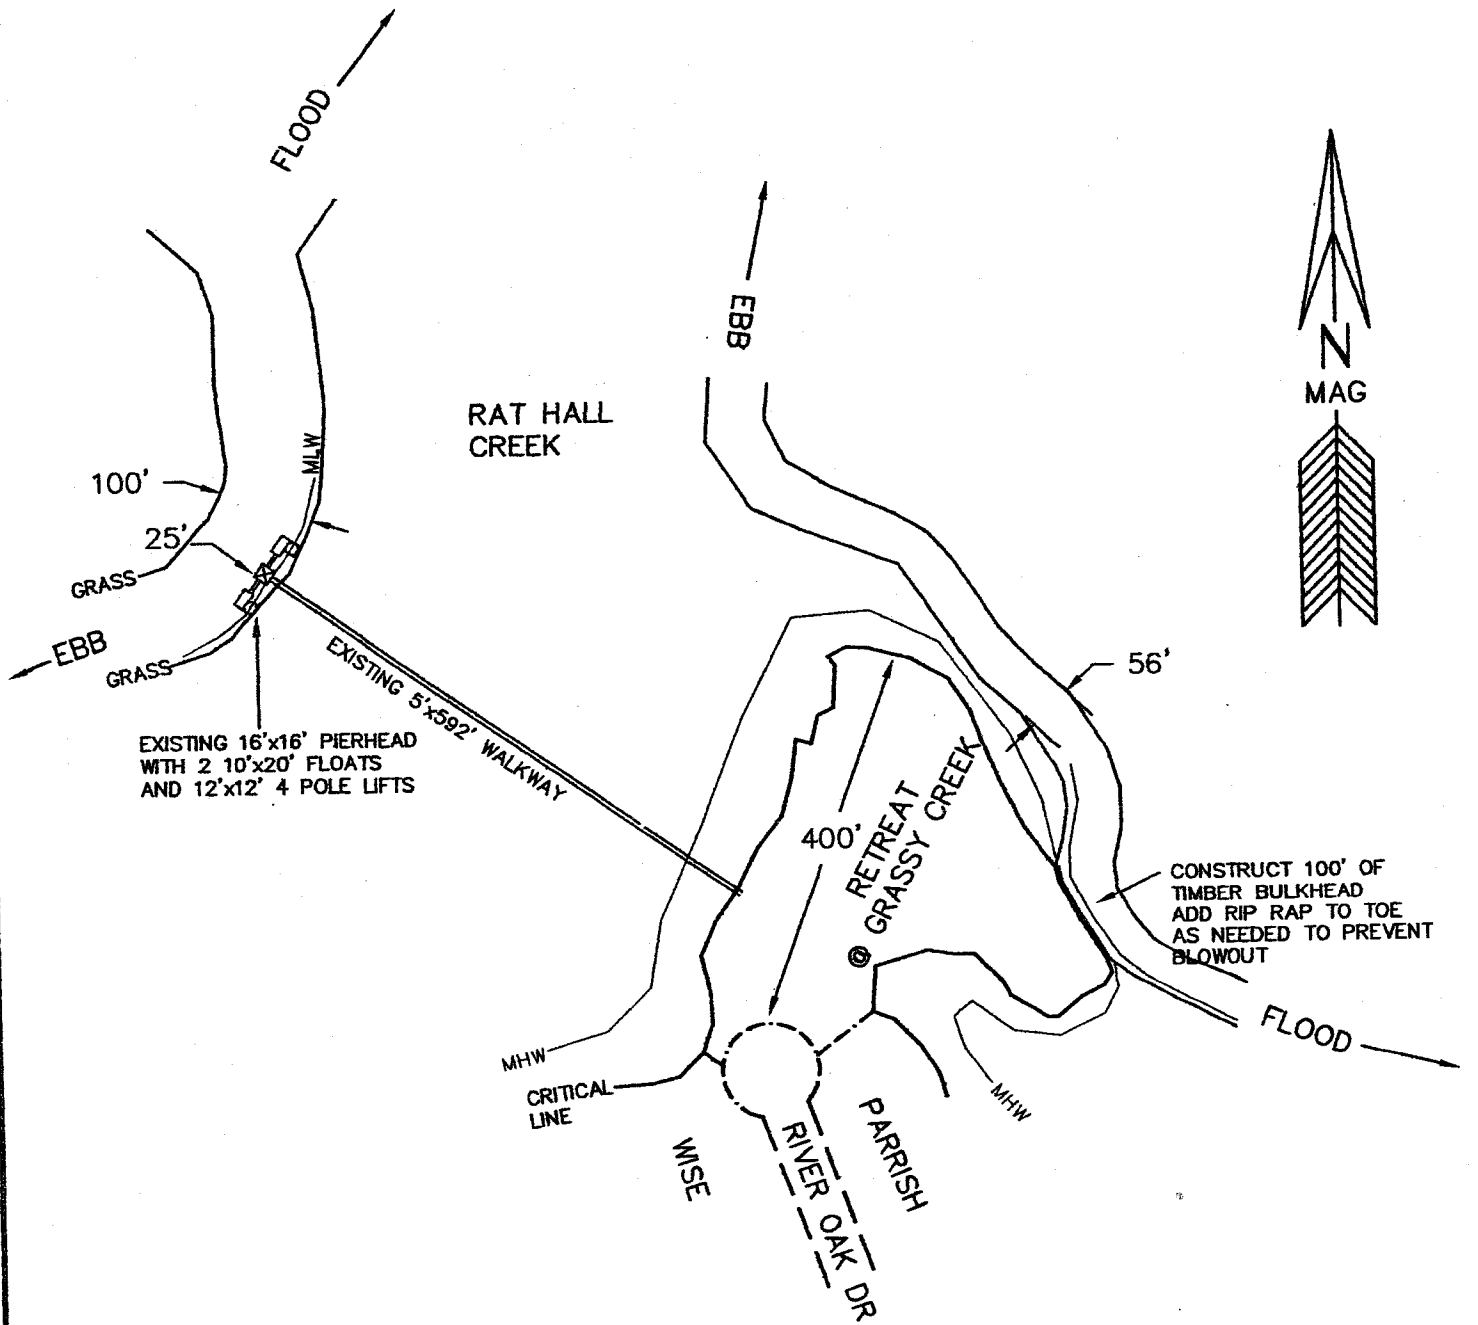 FLOOD
EBB
N
MAG
RAT HALL
CREEK
MLW
100'
25'
GRASS
EBB
GRASS
EXISTING 5'x592' WALKWAY
56'
EXISTING 16'x16' PIERHEAD
WITH 2 10'x20' FLOATS
AND 12'x12' 4 POLE LIFTS
400'
RETREAT
GRASSY CREEK
@
CONSTRUCT 100' OF
TIMBER BULKHEAD
ADD RIP RAP TO TOE
AS NEEDED TO PREVENT
BLOWOUT
FLOOD
MHW
CRITICAL
LINE
MHW
WISE
RIVER OAK DR
PARRISH